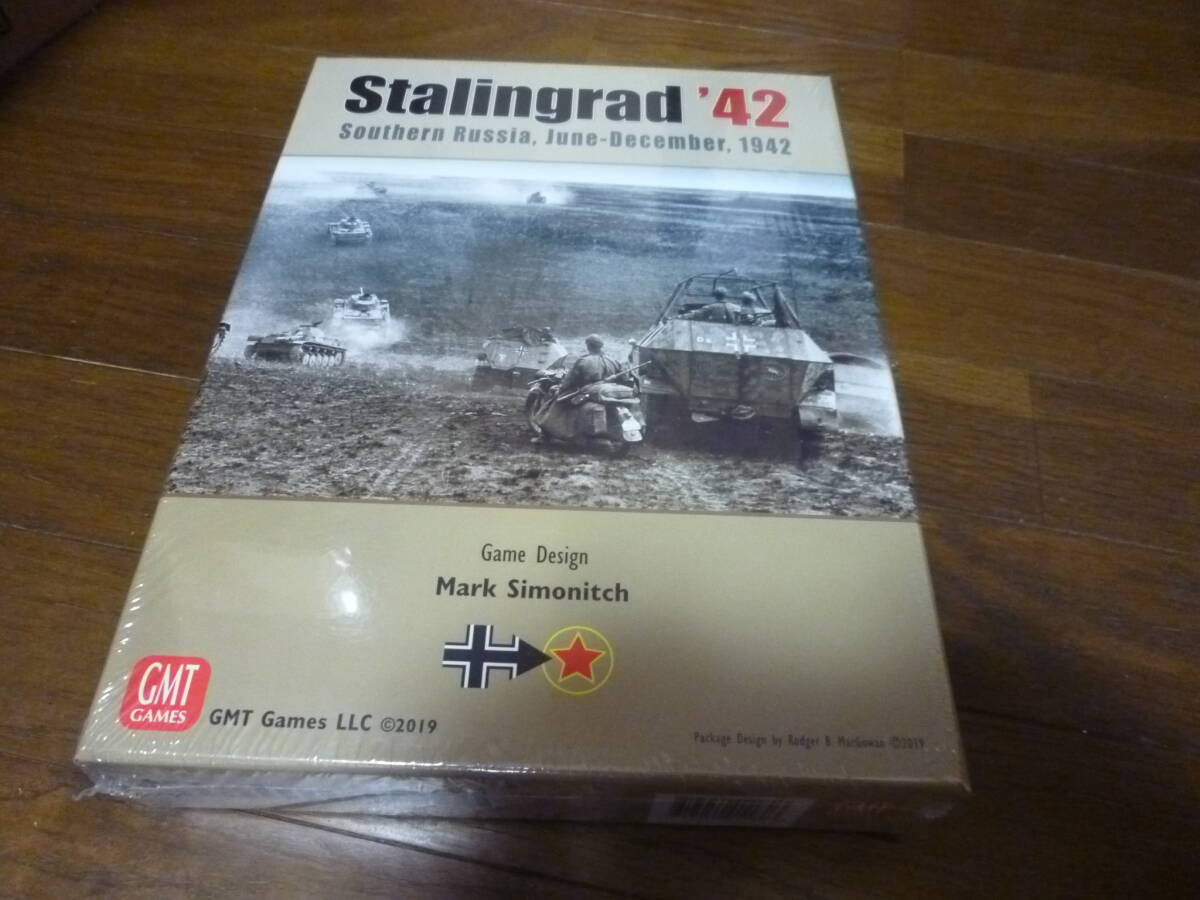 Stalingrad '42
Southern Russia, June-December, 1942
Game Design
Mark Simonitch
GMT
GAMES
GMT Games LLC ©2019
Package Design by Rodger B. MacGowan ©2019